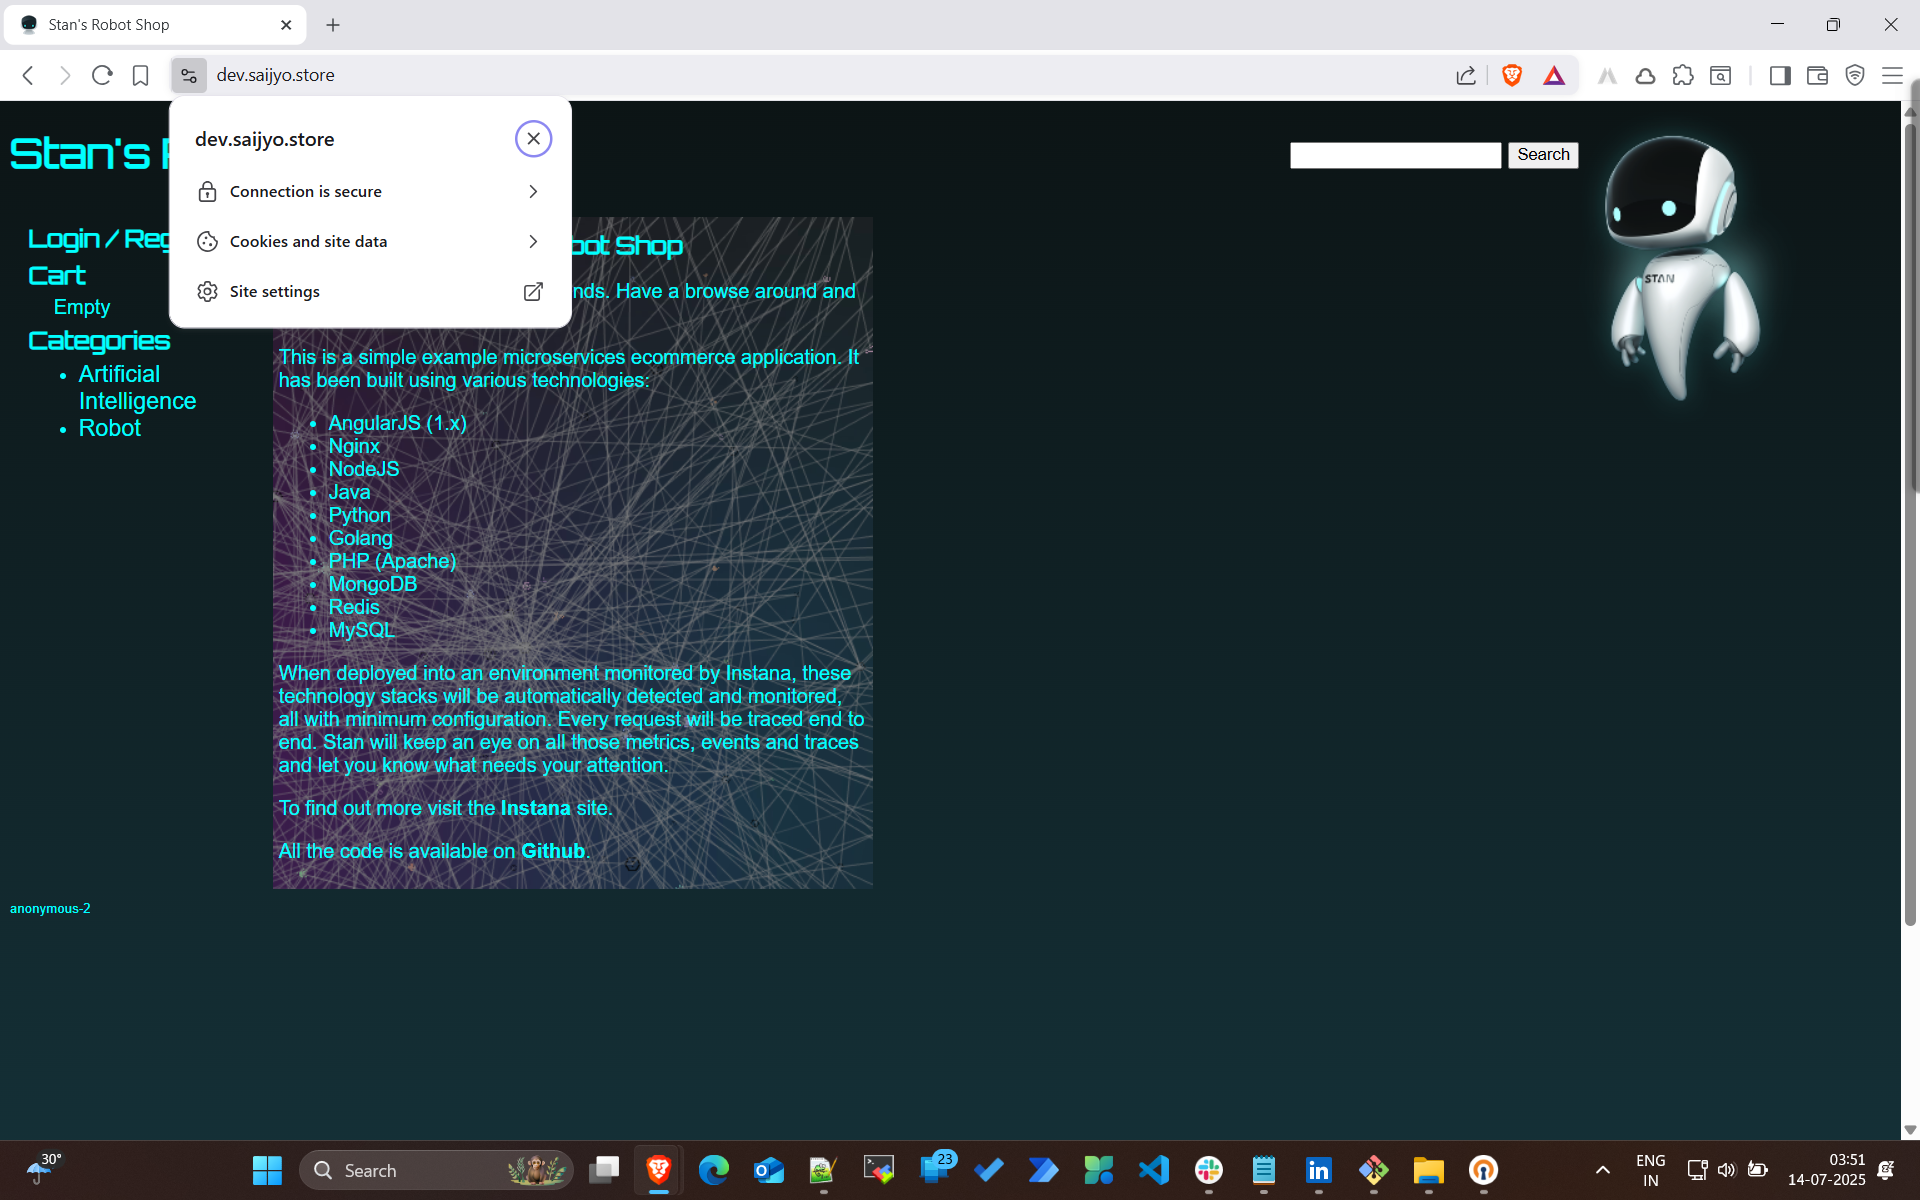 Stan's Robot Shop
dev.saijyo.store
dev.saijyo.store
Connection is secure
Cookies and site data
Site settings
Stan's
Search
STAN
Login / Reg
Cart
Empty
Categories
Artificial
Intelligence
Robot
bot Shop
nds. Have a browse around and
This is a simple example microservices ecommerce application. It
has been built using various technologies:
AngularJS (1.x)
Nginx
NodeJS
Java
Python
Golang
PHP (Apache)
MongoDB
Redis
MySQL
When deployed into an environment monitored by Instana, these
technology stacks will be automatically detected and monitored,
all with minimum configuration. Every request will be traced end to
end. Stan will keep an eye on all those metrics, events and traces
and let you know what needs your attention.
To find out more visit the Instana site.
All the code is available on Github.
anonymous-2
30°
Search
23
ENG
IN
03:51
14-07-2025